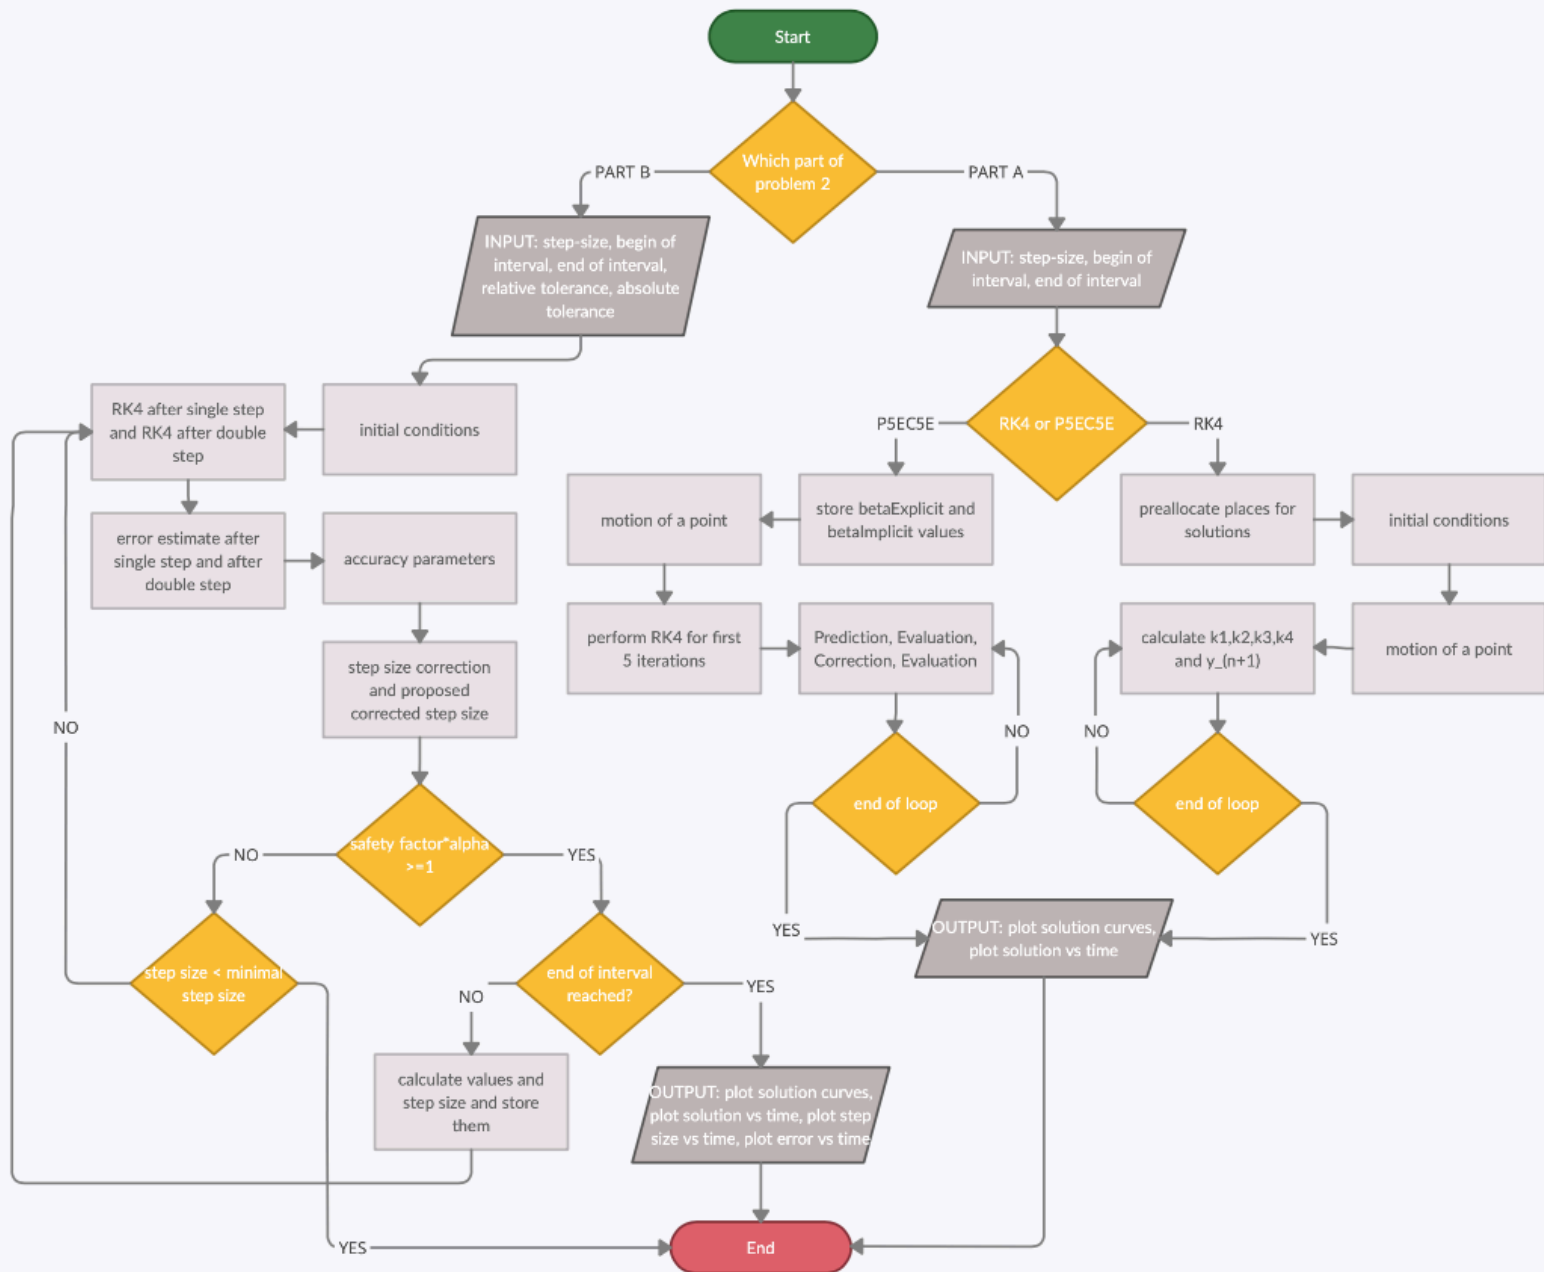 Start
Which part of
problem 2
PART B
PART A
INPUT: step-size, begin of
interval, end of interval,
relative tolerance, absolute
tolerance
INPUT: step-size, begin of
interval, end of interval
RK4 after single step
and RK4 after double
step
initial conditions
RK4 or P5EC5E
P5EC5E
RK4
motion of a point
store betaExplicit and
betaImplicit values
preallocate places for
solutions
initial conditions
error estimate after
single step and after
double step
accuracy parameters
perform RK4 for first
5 iterations
Prediction, Evaluation,
Correction, Evaluation
calculate k1,k2,k3,k4
and y_(n+1)
motion of a point
step size correction
and proposed
corrected step size
NO
NO
NO
end of loop
end of loop
safety factor*alpha
>=1
NO
YES
YES
OUTPUT: plot solution curves,
plot solution vs time
YES
step size < minimal
step size
end of interval
reached?
NO
YES
calculate values and
step size and store
them
OUTPUT: plot solution curves,
plot solution vs time, plot step
size vs time, plot error vs time
YES
End